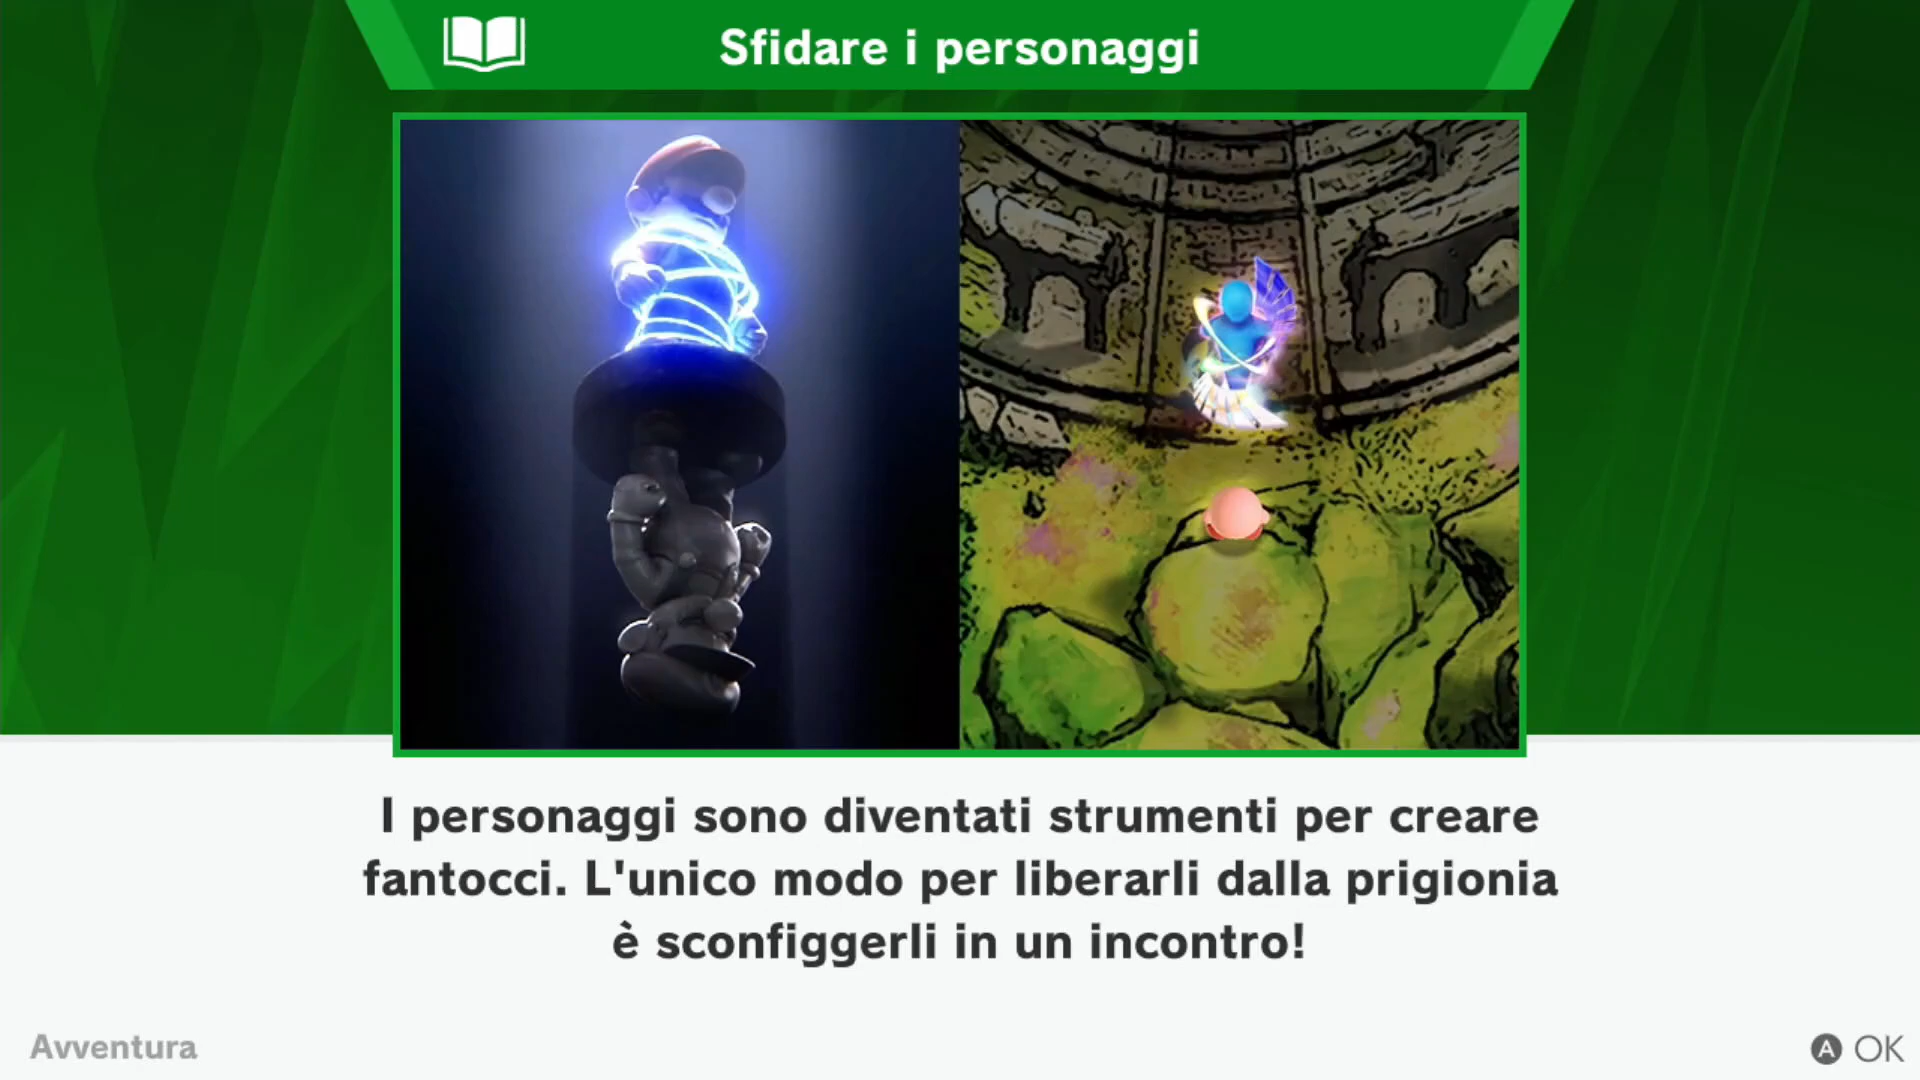 Sfidare i personaggi
I personaggi sono diventati strumenti per creare
fantocci. L'unico modo per liberarli dalla prigionia
è sconfiggerli in un incontro!
Avventura
A OK